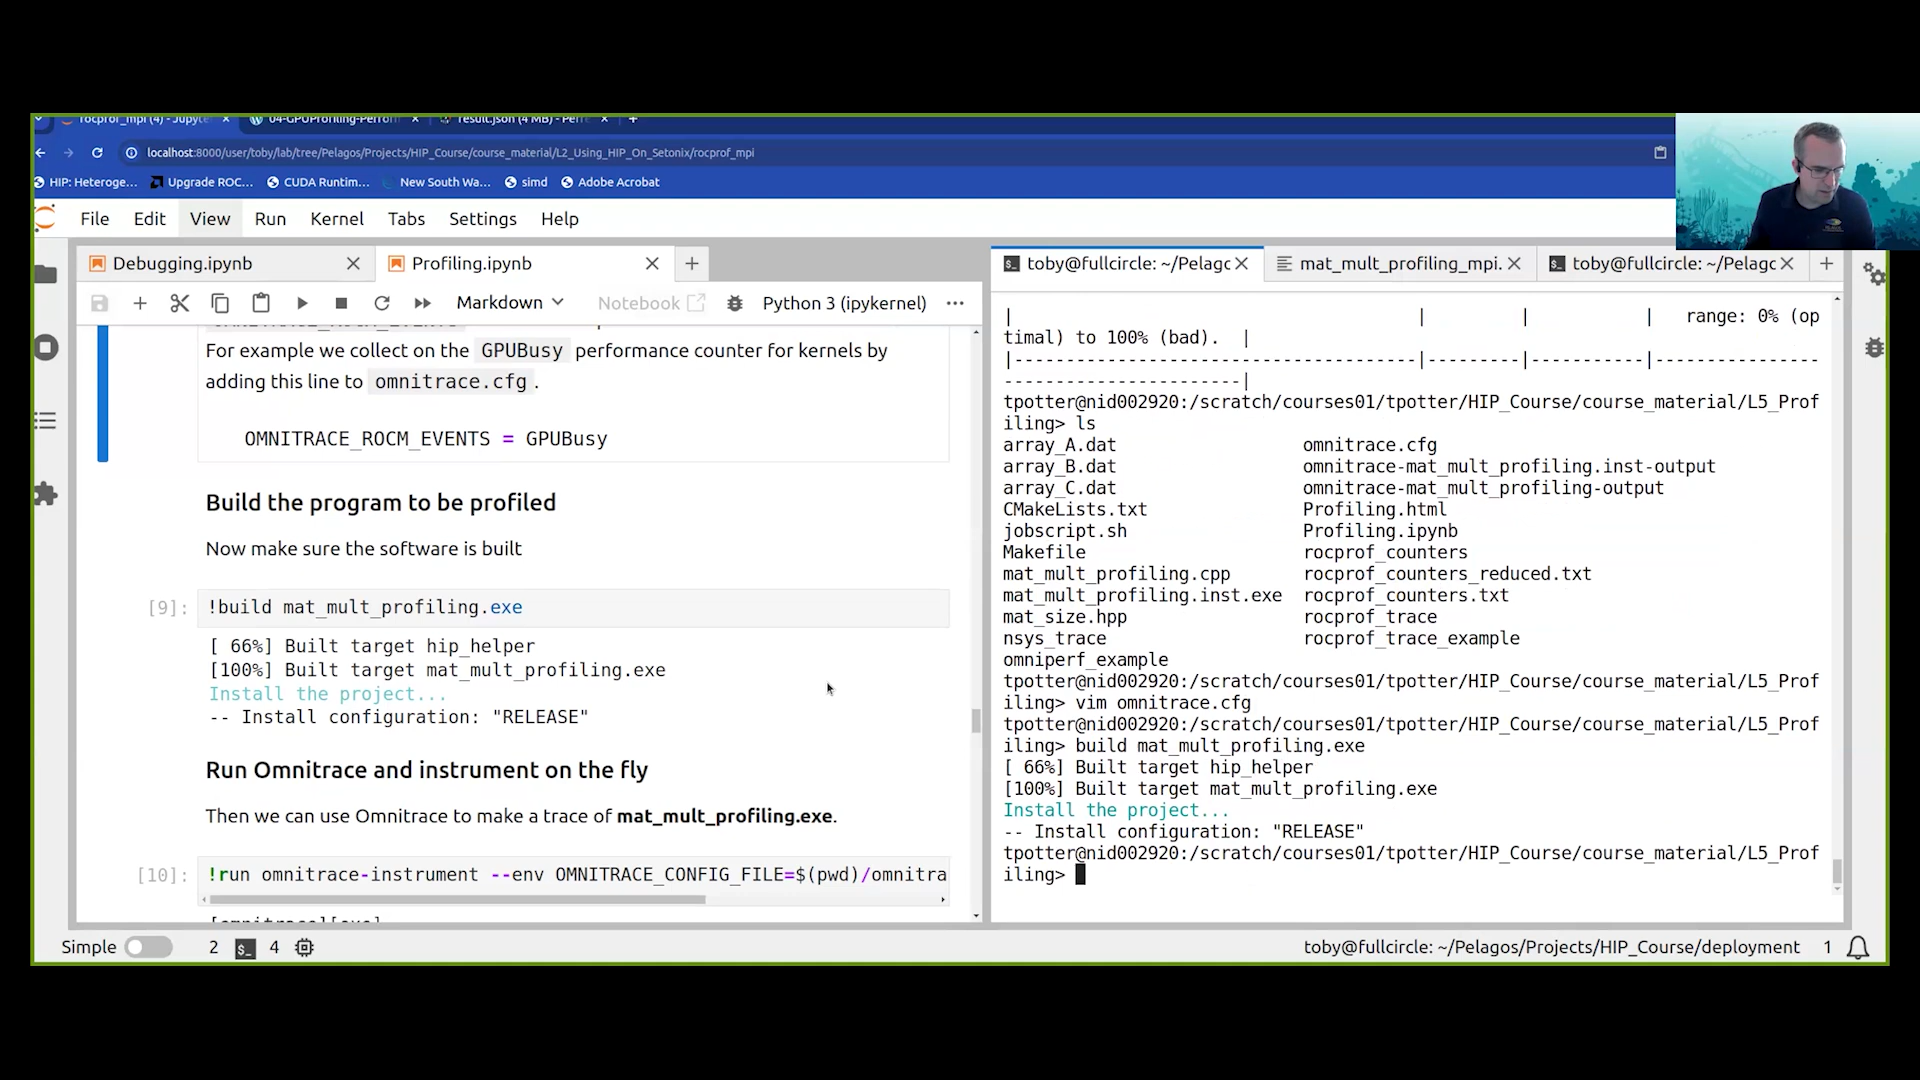 rocprof_mpi (4) - Jupyte
04-GPUProfiling-Perform
result.json (4 MB) - Perfe
localhost:8000/user/toby/lab/tree/Pelagos/Projects/HIP_Course/course_material/L2_Using_HIP_On_Setonix/rocprof_mpi
HIP: Heteroge... Upgrade ROC... CUDA Runtim... New South Wa... simd Adobe Acrobat
File Edit View Run Kernel Tabs Settings Help
Debugging.ipynb
Profiling.ipynb
Markdown
Notebook
Python 3 (ipykernel)
For example we collect on the GPUBusy performance counter for kernels by
adding this line to omnitrace.cfg.
OMNITRACE_ROCM_EVENTS = GPUBusy
Build the program to be profiled
Now make sure the software is built
[9]: !build mat_mult_profiling.exe
[ 66%] Built target hip_helper
[100%] Built target mat_mult_profiling.exe
Install the project...
-- Install configuration: "RELEASE"
Run Omnitrace and instrument on the fly
Then we can use Omnitrace to make a trace of mat_mult_profiling.exe.
[10]: !run omnitrace-instrument --env OMNITRACE_CONFIG_FILE=$(pwd)/omnitra
toby@fullcircle: ~/Pelagc
mat_mult_profiling_mpi.
toby@fullcircle: ~/Pelagc
|                                       |         |           |   range: 0% (op
timal) to 100% (bad).  |
|---------------------------------------|---------|-----------|----------------
-----------------------|
tpotter@nid002920:/scratch/courses01/tpotter/HIP_Course/course_material/L5_Prof
iling> ls
array_A.dat omnitrace.cfg
array_B.dat omnitrace-mat_mult_profiling.inst-output
array_C.dat omnitrace-mat_mult_profiling-output
CMakeLists.txt Profiling.html
jobscript.sh Profiling.ipynb
Makefile rocprof_counters
mat_mult_profiling.cpp rocprof_counters_reduced.txt
mat_mult_profiling.inst.exe rocprof_counters.txt
mat_size.hpp rocprof_trace
nsys_trace rocprof_trace_example
omniperf_example
tpotter@nid002920:/scratch/courses01/tpotter/HIP_Course/course_material/L5_Prof
iling> vim omnitrace.cfg
tpotter@nid002920:/scratch/courses01/tpotter/HIP_Course/course_material/L5_Prof
iling> build mat_mult_profiling.exe
[ 66%] Built target hip_helper
[100%] Built target mat_mult_profiling.exe
Install the project...
-- Install configuration: "RELEASE"
tpotter@nid002920:/scratch/courses01/tpotter/HIP_Course/course_material/L5_Prof
iling>
Simple 2 4
toby@fullcircle: ~/Pelagos/Projects/HIP_Course/deployment 1